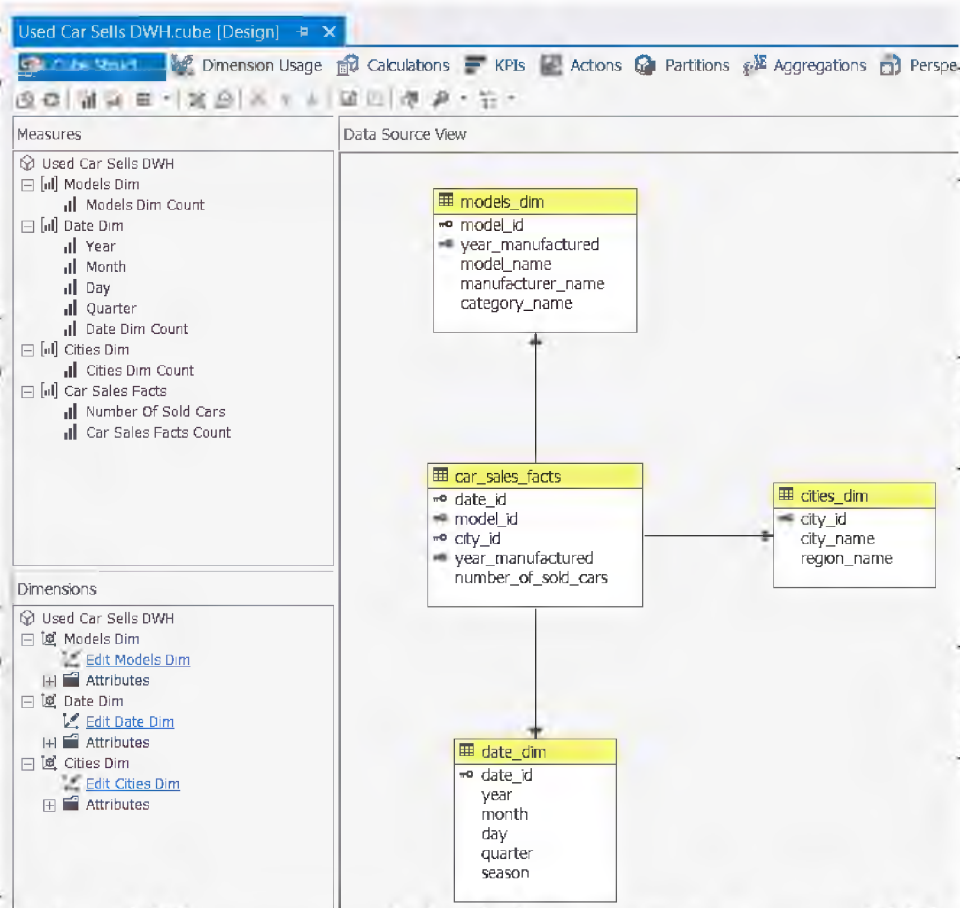 Used Car Sells DWH.cube [Design]
Cube Struct Dimension Usage Calculations KPIs Actions Partitions Aggregations Perspe
Measures
Used Car Sells DWH
Models Dim
Models Dim Count
Date Dim
Year
Month
Day
Quarter
Date Dim Count
Cities Dim
Cities Dim Count
Car Sales Facts
Number Of Sold Cars
Car Sales Facts Count
Dimensions
Used Car Sells DWH
Models Dim
Edit Models Dim
Attributes
Date Dim
Edit Date Dim
Attributes
Cities Dim
Edit Cities Dim
Attributes
Data Source View
models_dim
model_id
year_manufactured
model_name
manufacturer_name
category_name
car_sales_facts
date_id
model_id
city_id
year_manufactured
number_of_sold_cars
cities_dim
city_id
city_name
region_name
date_dim
date_id
year
month
day
quarter
season